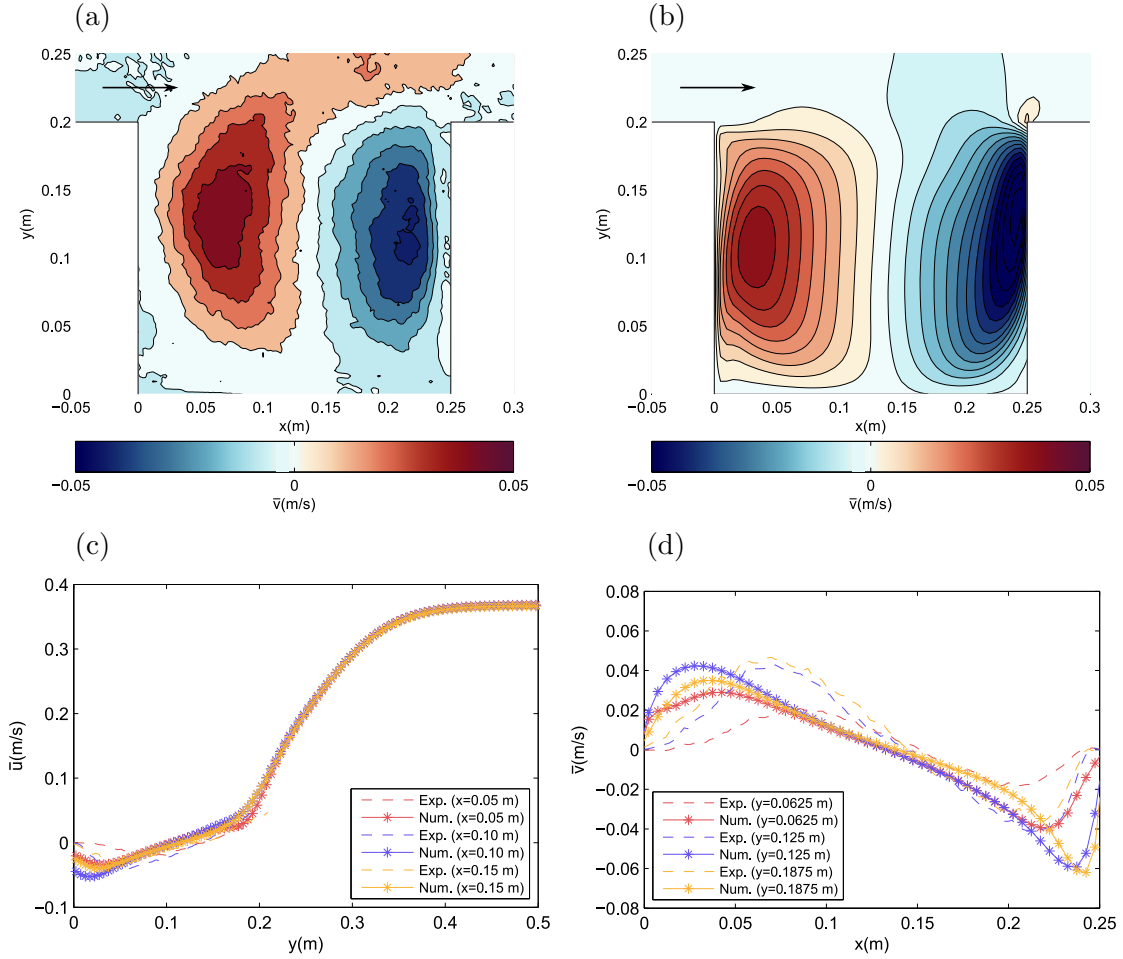 (a)
0.25
0.2
0.15
0.1
0.05
0
y(m)
-0.05 0 0.05 0.1 0.15 0.2 0.25 0.3
x(m)
−0.05 0 0.05
v̅(m/s)
(b)
0.25
0.2
0.15
0.1
0.05
0
y(m)
-0.05 0 0.05 0.1 0.15 0.2 0.25 0.3
x(m)
−0.05 0 0.05
v̅(m/s)
(c)
0.4
0.3
0.2
0.1
0
−0.1
u̅(m/s)
0 0.1 0.2 0.3 0.4 0.5
y(m)
Exp. (x=0.05 m)
Num. (x=0.05 m)
Exp. (x=0.10 m)
Num. (x=0.10 m)
Exp. (x=0.15 m)
Num. (x=0.15 m)
(d)
0.08
0.06
0.04
0.02
0
−0.02
−0.04
−0.06
−0.08
v̅(m/s)
0 0.05 0.1 0.15 0.2 0.25
x(m)
Exp. (y=0.0625 m)
Num. (y=0.0625 m)
Exp. (y=0.125 m)
Num. (y=0.125 m)
Exp. (y=0.1875 m)
Num. (y=0.1875 m)